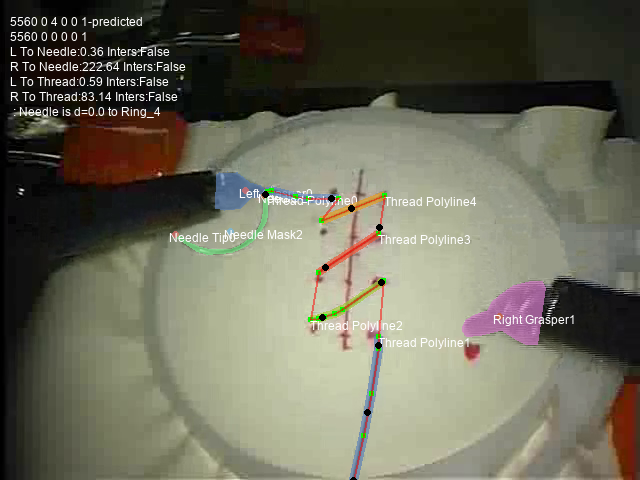 5560 0 4 0 0 1-predicted
5560 0 0 0 0 1
L To Needle:0.36 Inters:False
R To Needle:222.64 Inters:False
L To Thread:0.59 Inters:False
R To Thread:83.14 Inters:False
: Needle is d=0.0 to Ring_4
Thread Polyline0
Thread Polyline4
Needle Tip0
Needle Mask2
Thread Polyline3
Right Grasper1
Thread Polyline2
Thread Polyline1